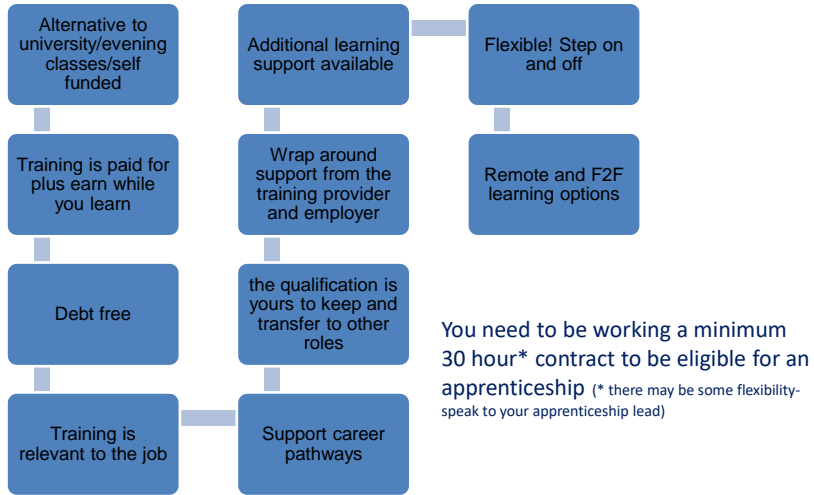 Alternative to
university/evening
classes/self
funded
Training is paid for
plus earn while
you learn
Debt free
Training is
relevant to the job
Support career
pathways
the qualification is
yours to keep and
transfer to other
roles
Wrap around
support from the
training provider
and employer
Additional learning
support available
Flexible! Step on
and off
Remote and F2F
learning options
You need to be working a minimum
30 hour* contract to be eligible for an
apprenticeship (* there may be some flexibility-
speak to your apprenticeship lead)